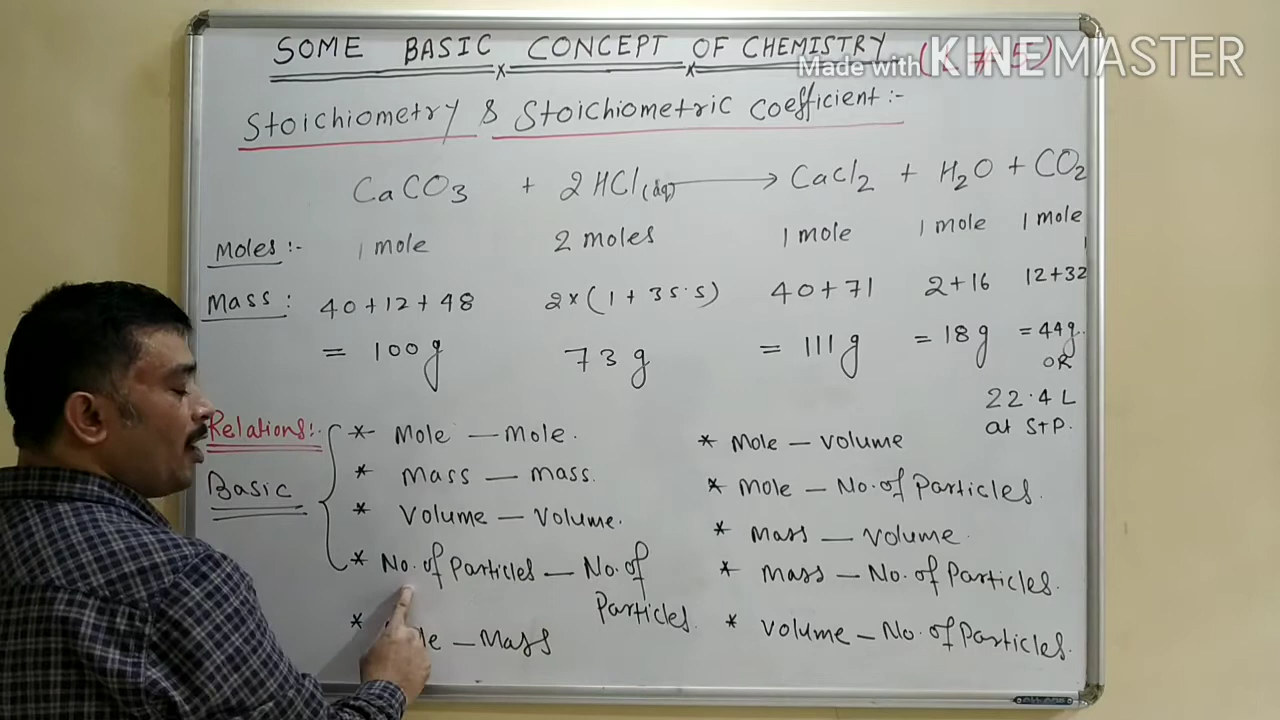 SOME BASIC CONCEPT OF CHEMISTRY
Made with KINEMASTER
Stoichiometry & Stoichiometric coefficient :-
CaCO3 + 2HCl(aq) ⟶ CaCl2 + H2O + CO2
Moles :- 1 mole 2 moles 1 mole 1 mole 1 mole
Mass : 40+12+48 2×(1+35.5) 40+71 2+16 12+32
= 100g 73g = 111g = 18g = 44g.
OR
22.4 L
at STP.
Relations:-
Basic
* Mole — Mole.
* Mass — Mass.
* Volume — Volume.
* No. of Particles — No. of Particles.
* — Mass
* Mole — Volume
* Mole — No. of Particles.
* Mass — Volume.
* Mass — No. of Particles.
* Volume — No. of Particles.